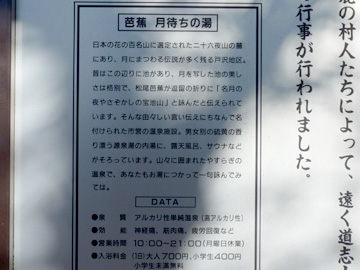 芭蕉 月待ちの湯
日本の花の百名山に選定された二十六夜山の麓
にあり、月にまつわる伝説が多く残る戸沢地区。
昔はこの辺りに池があり、月を写した池の美し
さは格別で、松尾芭蕉が逗留の折りに「名月の
夜やさぞかしの宝池山」と詠んだと伝えられて
います。そんな由々しい言い伝えにちなんで名
付けられた市営の温泉施設。男女別の硫黄の香
り漂う源泉湯の内湯に、露天風呂、サウナなど
がそろっています。山々に囲まれたやすらぎの
温泉で、あなたもお湯につかって一句詠んでみ
ては。
DATA
●泉 質 アルカリ性単純温泉(高アルカリ性)
●効 能 神経痛、筋肉痛、疲労回復など
●営業時間 10:00~21:00(月曜日休業)
●入浴料金 (1日)大人700円、小学生400円
小学生未満無料
鹿の村人たちによって、遠く道志
行事が行われました。